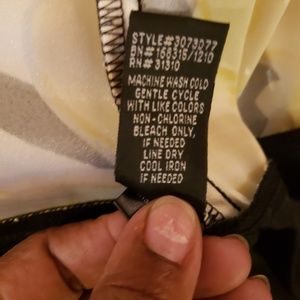 STYLE#3073077
BN#168315/1210
RN#31310
MACHINE WASH COLD
GENTLE CYCLE
WITH LIKE COLORS
NON-CHLORINE
BLEACH ONLY,
IF NEEDED
LINE DRY
COOL IRON
IF NEEDED